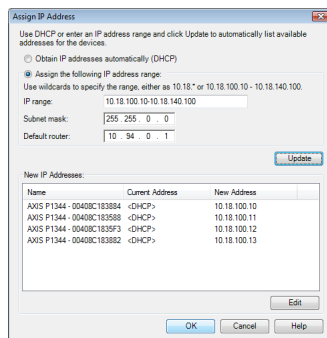 Assign IP Address
Use DHCP or enter an IP address range and click Update to automatically list available
addresses for the devices.
Obtain IP addresses automatically (DHCP)
Assign the following IP address range:
Use wildcards to specify the range, either as 10.18.* or 10.18.100.10 - 10.18.140.100.
IP range: 10.18.100.10-10.18.140.100
Subnet mask: 255 . 255 . 0 . 0
Default router: 10 . 94 . 0 . 1
Update
New IP Addresses:
Name Current Address New Address
AXIS P1344 - 00408C183884 <DHCP> 10.18.100.10
AXIS P1344 - 00408C183588 <DHCP> 10.18.100.11
AXIS P1344 - 00408C1835F3 <DHCP> 10.18.100.12
AXIS P1344 - 00408C183882 <DHCP> 10.18.100.13
Edit
OK Cancel Help